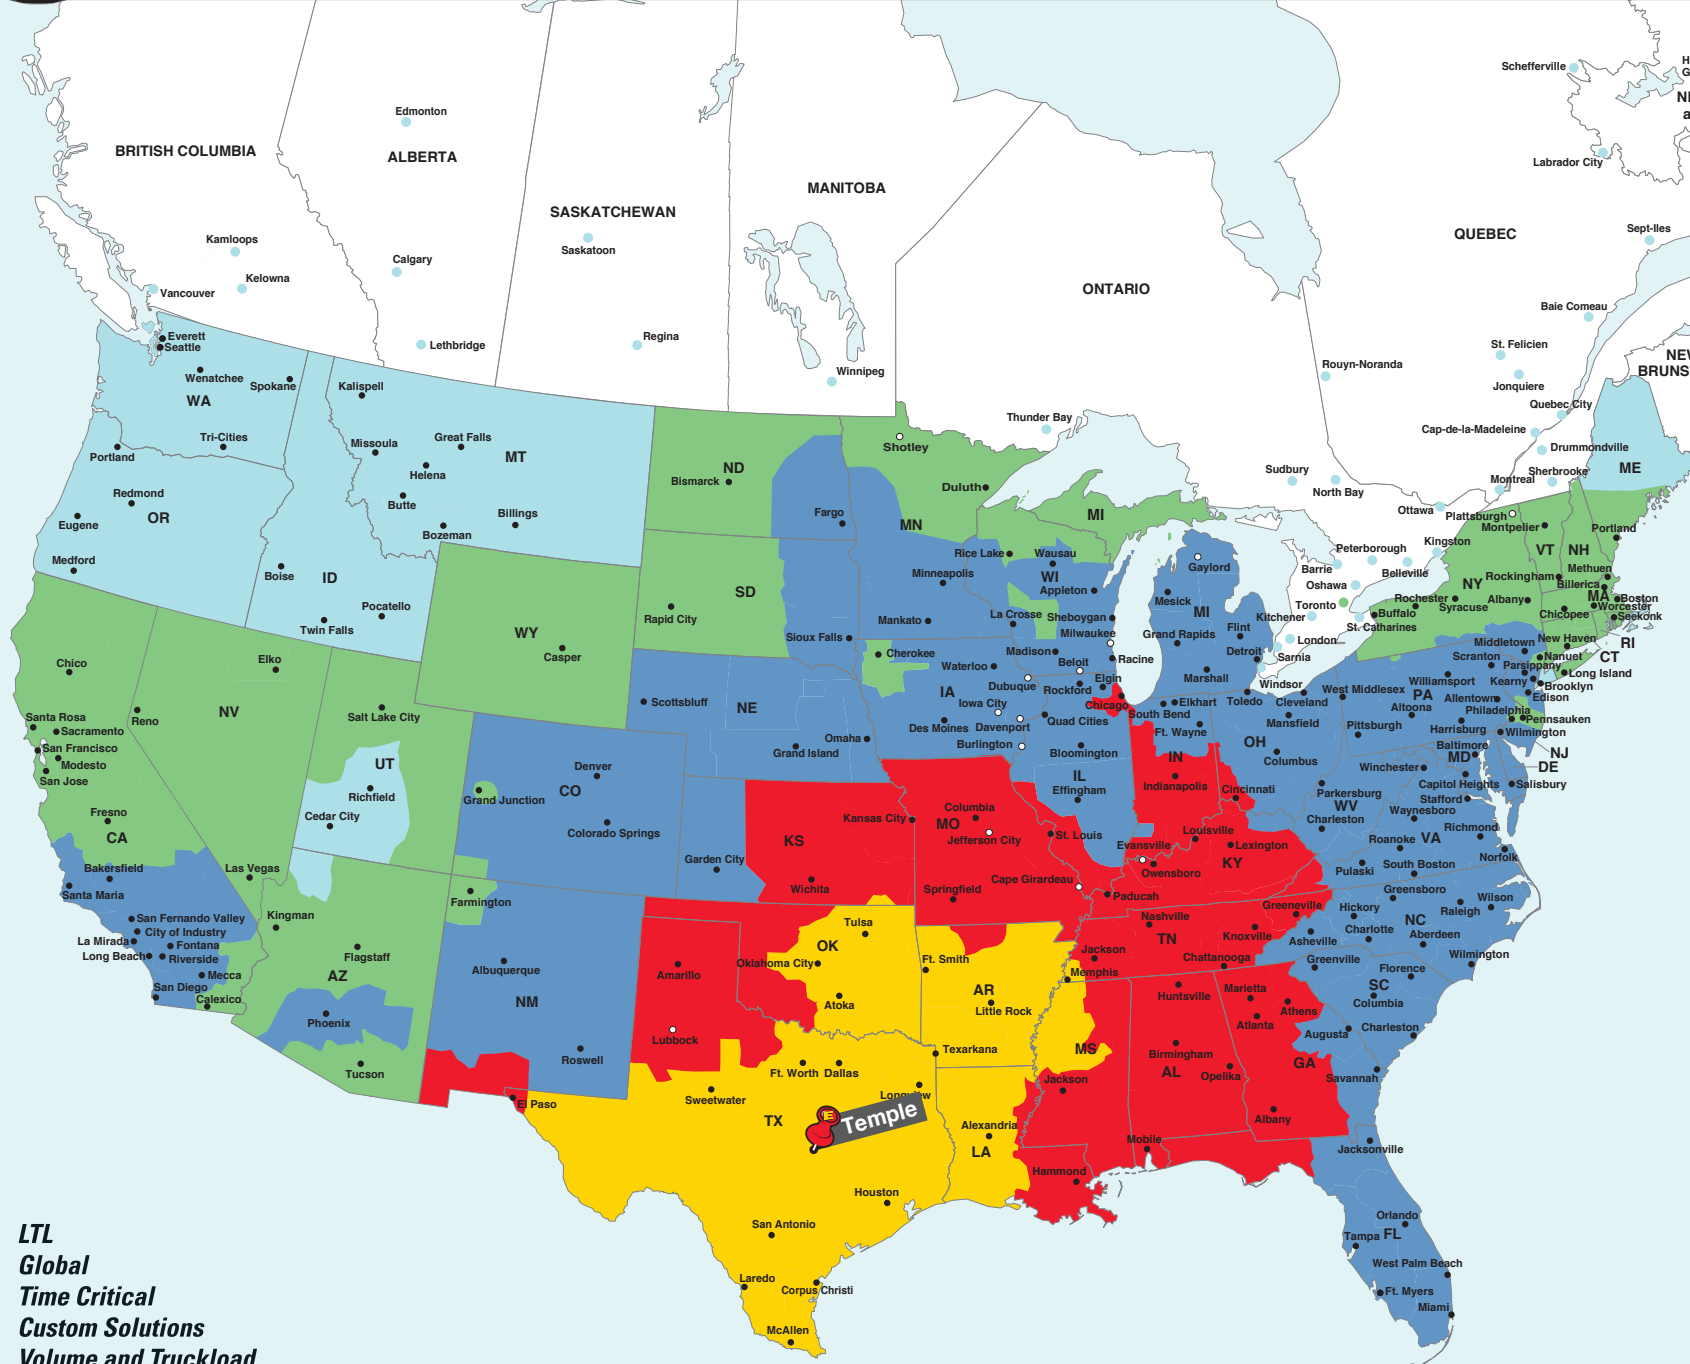 Schefferville
Edmonton
BRITISH COLUMBIA
ALBERTA
Labrador City
MANITOBA
SASKATCHEWAN
Saskatoon
QUEBEC
Sept-Iles
Kamloops
Calgary
Kelowna
Vancouver
ONTARIO
Baie Comeau
Everett
Seattle
Lethbridge
Regina
Winnipeg
St. Felicien
Rouyn-Noranda
Jonquiere
NEW
BRUNS
Wenatchee
Spokane
WA
Kalispell
Thunder Bay
Quebec City
Cap-de-la-Madeleine
Drummondville
Tri-Cities
Portland
Missoula
Great Falls
MT
Helena
Butte
Billings
Bozeman
ND
Bismarck
Fargo
Shotley
Duluth
MN
MI
Sudbury
North Bay
Sherbrooke
Montreal
ME
Ottawa
Plattsburgh
Montpelier
Portland
Redmond
OR
Eugene
Medford
Boise
ID
Pocatello
Twin Falls
Kingston
Peterborough
Barrie
Belleville
Oshawa
Toronto
Kitchener
St. Catharines
London
Sarnia
Windsor
VT
NH
Methuen
Rockingham
Billerica
NY
MA
Boston
Rochester
Syracuse
Albany
Worcester
Chicopee
Seekonk
Buffalo
RI
CT
New Haven
Middletown
Nanuet
Long Island
Scranton
Parsippany
Kearny
Brooklyn
Williamsport
Edison
Allentown
PA
Altoona
Philadelphia
Pennsauken
Harrisburg
Pittsburgh
Wilmington
West Middlesex
NJ
DE
Baltimore
MD
Winchester
Capitol Heights
Salisbury
Stafford
SD
Rapid City
Sioux Falls
WY
Casper
Rice Lake
Wausau
WI
Appleton
Minneapolis
Mankato
La Crosse
Sheboygan
Milwaukee
Madison
Beloit
Racine
Gaylord
Mesick
MI
Grand Rapids
Flint
Detroit
Marshall
Cherokee
Waterloo
Dubuque
Rockford
Elgin
Chicago
IA
Iowa City
Davenport
Quad Cities
Des Moines
Burlington
Bloomington
IL
Effingham
Elkhart
South Bend
Ft. Wayne
Toledo
Cleveland
Mansfield
OH
Columbus
Cincinnati
IN
Indianapolis
Parkersburg
WV
Charleston
Waynesboro
Richmond
Roanoke
VA
Norfolk
Pulaski
South Boston
Chico
Elko
Reno
NV
Salt Lake City
Santa Rosa
Sacramento
San Francisco
Modesto
San Jose
UT
Richfield
Cedar City
Fresno
CA
Las Vegas
Bakersfield
Santa Maria
San Fernando Valley
City of Industry
La Mirada
Fontana
Long Beach
Riverside
Mecca
San Diego
Calexico
Kingman
Flagstaff
AZ
Phoenix
Tucson
Scottsbluff
NE
Omaha
Grand Island
Denver
CO
Grand Junction
Colorado Springs
Garden City
KS
Wichita
Kansas City
Columbia
MO
Jefferson City
St. Louis
Springfield
Cape Girardeau
Louisville
Evansville
Lexington
KY
Owensboro
Paducah
Farmington
Albuquerque
NM
Roswell
El Paso
Amarillo
Lubbock
Tulsa
OK
Oklahoma City
Atoka
Ft. Smith
AR
Little Rock
Nashville
TN
Greeneville
Knoxville
Jackson
Chattanooga
Memphis
Greensboro
Hickory
NC
Wilson
Raleigh
Charlotte
Aberdeen
Asheville
Wilmington
Greenville
Florence
SC
Columbia
Charleston
Augusta
Huntsville
Marietta
Athens
Atlanta
GA
Savannah
Birmingham
AL
Opelika
Albany
MS
Jackson
Mobile
Hammond
Texarkana
Ft. Worth
Dallas
Sweetwater
TX
E
Temple
Alexandria
LA
Houston
San Antonio
Laredo
Corpus Christi
McAllen
Jacksonville
Orlando
Tampa
FL
West Palm Beach
Ft. Myers
Miami
LTL
Global
Time Critical
Custom Solutions
Volume and Truckload